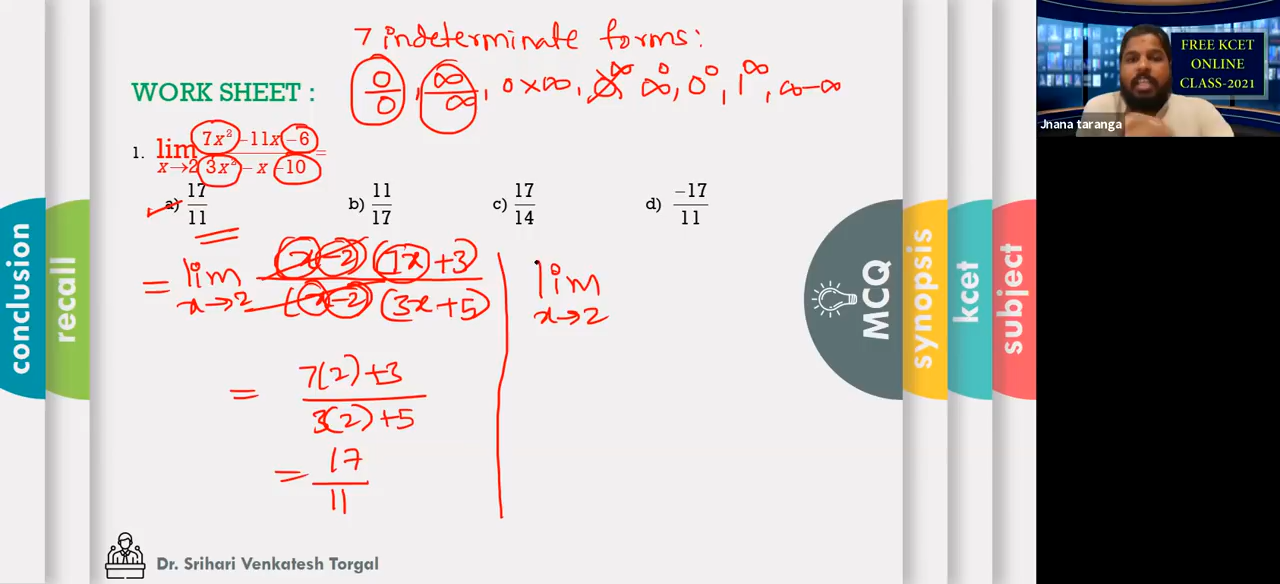 7 indeterminate forms:
0/0, ∞/∞, 0×∞, ∞⁰, 0⁰, 1^∞, ∞-∞
WORK SHEET :
1. lim x→2 (7x² -11x -6)/(3x² - x -10) =
a) 17/11 b) 11/17 c) 17/14 d) -17/11
= lim x→2 (x-2)(7x+3)/(x-2)(3x+5)
= 7(2)+3/3(2)+5
= 17/11
lim x→2
Dr. Srihari Venkatesh Torgal
conclusion
recall
MCQ
synopsis
kcet
subject
FREE KCET
ONLINE
CLASS-2021
Jhana taranga